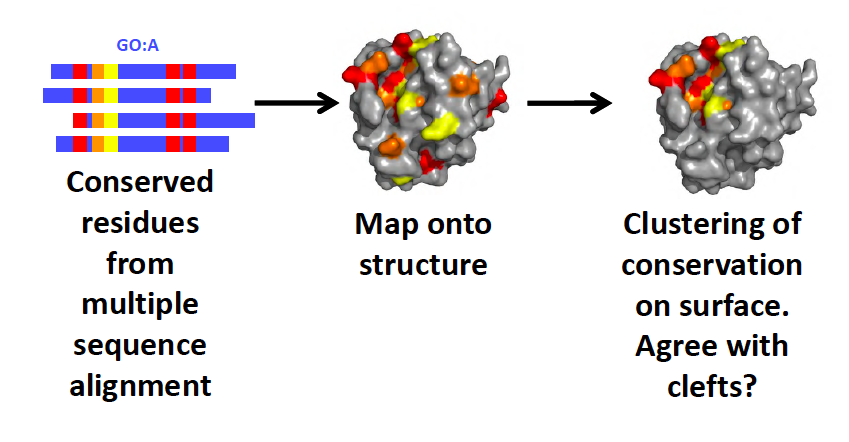 GO:A
Conserved
residues
from
multiple
sequence
alignment
Map onto
structure
Clustering of
conservation
on surface.
Agree with
clefts?